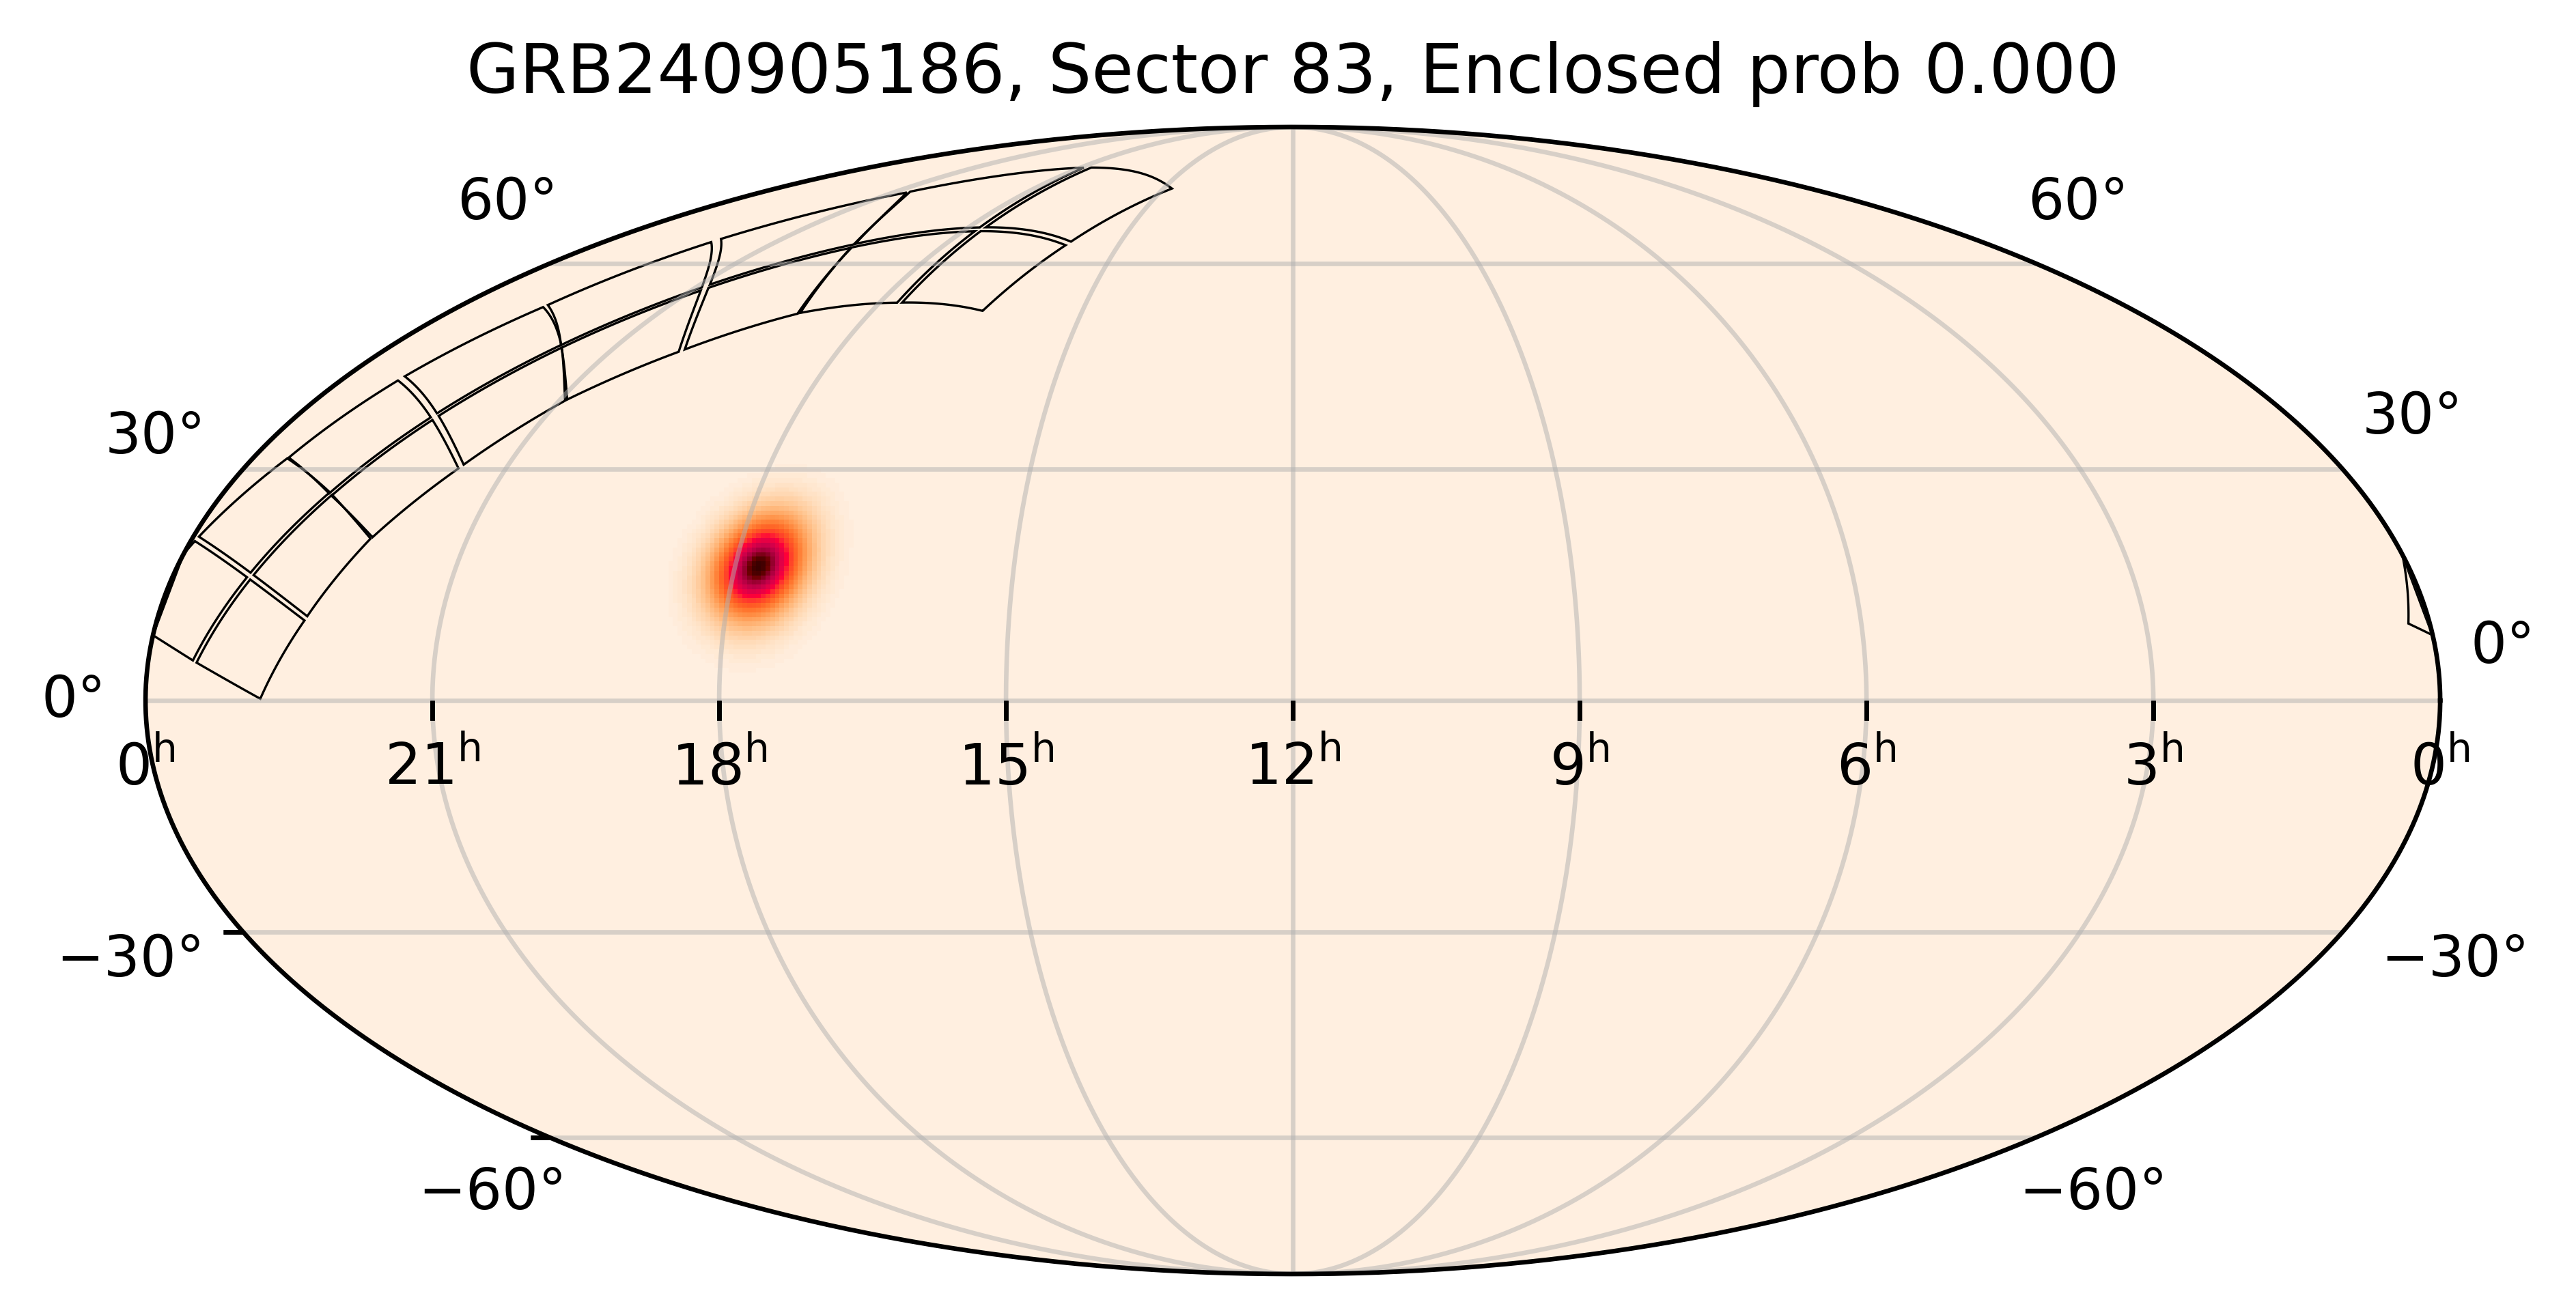 GRB240905186, Sector 83, Enclosed prob 0.000
60° 60°
30° 30°
0° 0°
0h 21h 18h 15h 12h 9h 6h 3h 0h
−30° −30°
−60° −60°